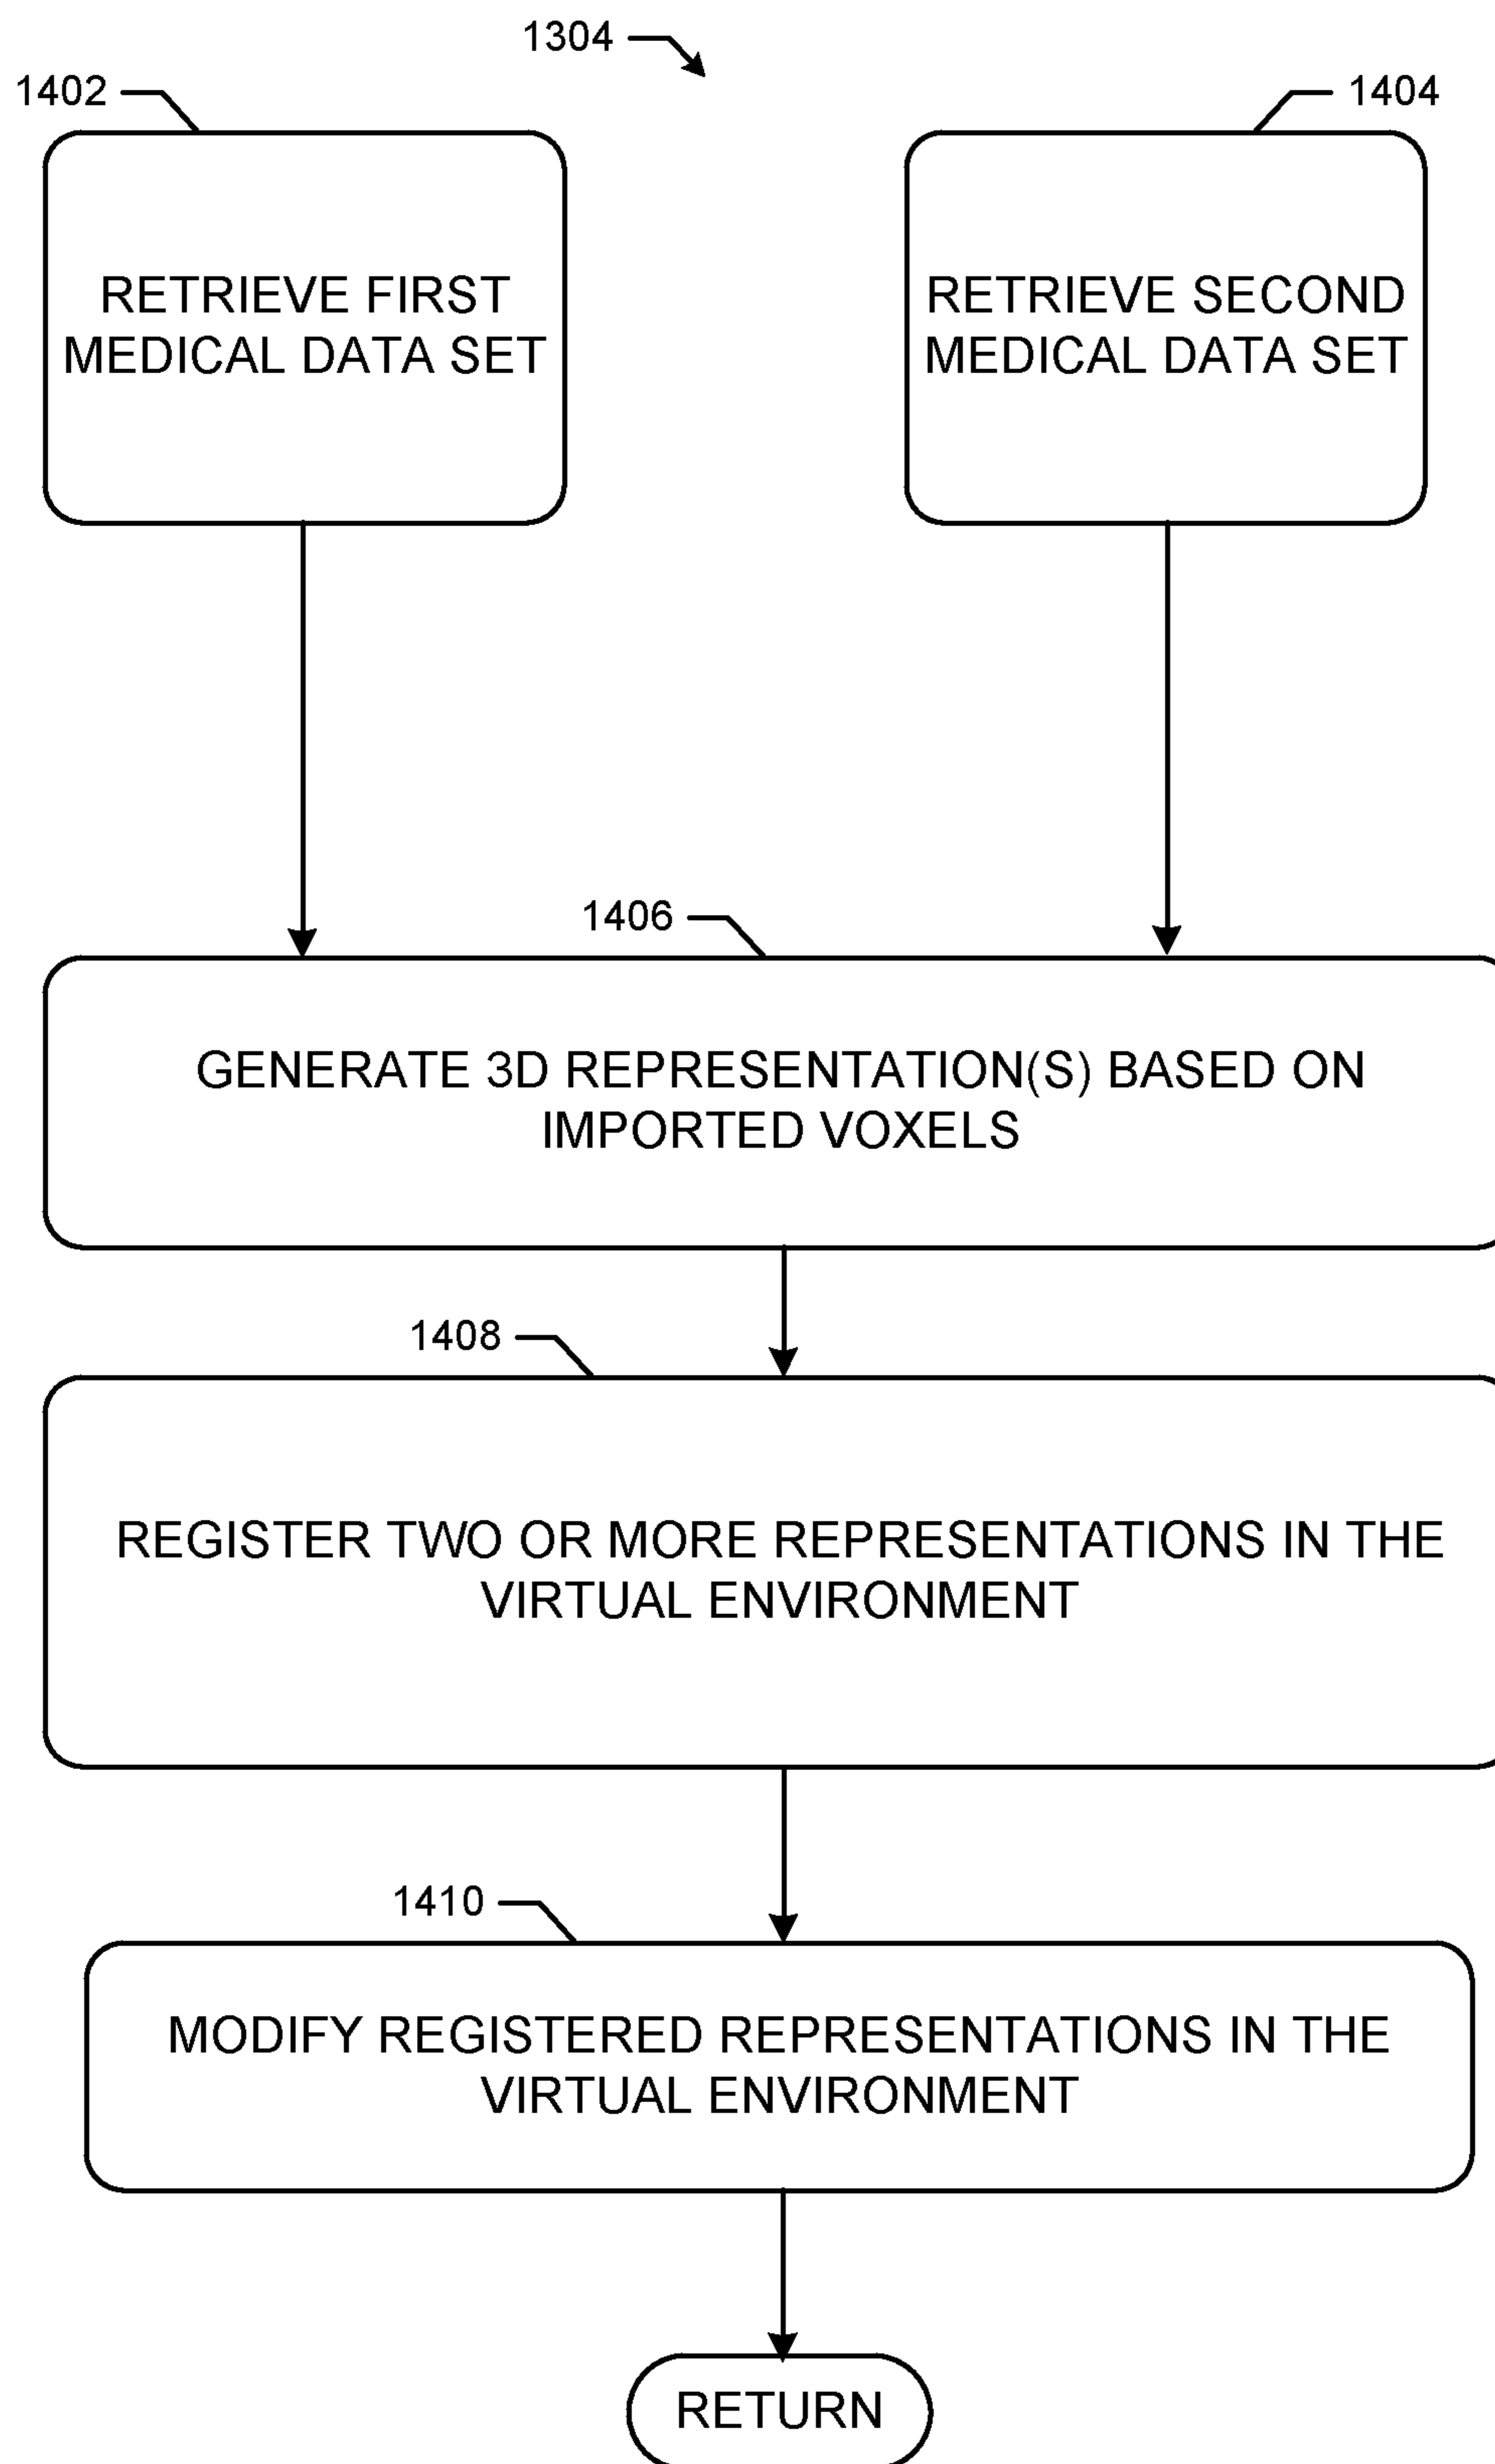 1304
1402
1404
RETRIEVE FIRST
MEDICAL DATA SET
RETRIEVE SECOND
MEDICAL DATA SET
1406
GENERATE 3D REPRESENTATION(S) BASED ON
IMPORTED VOXELS
1408
REGISTER TWO OR MORE REPRESENTATIONS IN THE
VIRTUAL ENVIRONMENT
1410
MODIFY REGISTERED REPRESENTATIONS IN THE
VIRTUAL ENVIRONMENT
RETURN